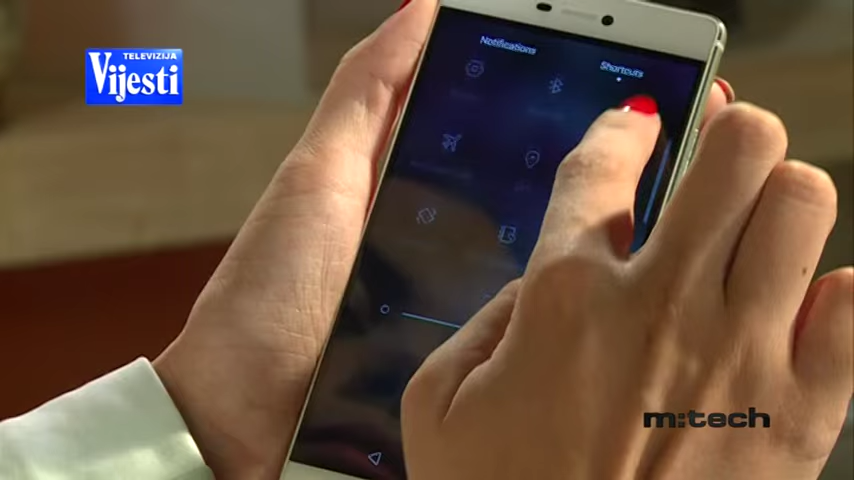 TELEVIZIJA
Vijesti
Notifications
Shortcuts
m:tech